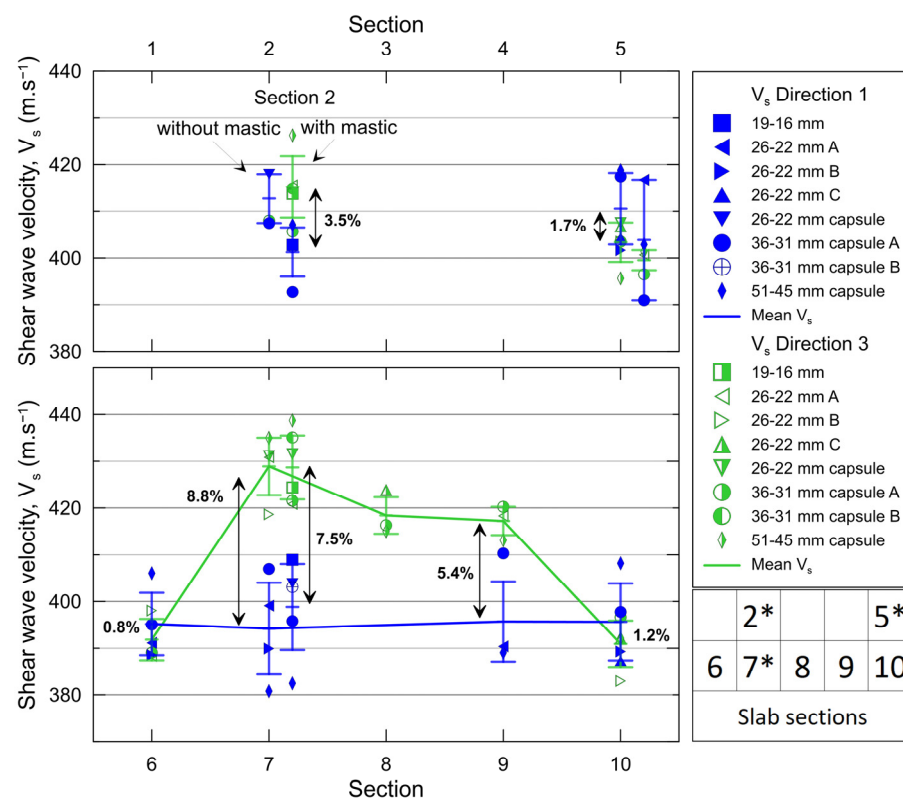 Section
1 2 3 4 5
Shear wave velocity, Vₛ (m.s⁻¹)
440
420
400
380
Section 2
without mastic with mastic
3.5%
1.7%
Shear wave velocity, Vₛ (m.s⁻¹)
440
420
400
380
8.8%
7.5%
5.4%
0.8%
1.2%
6 7 8 9 10
Section
Vₛ Direction 1
19-16 mm
26-22 mm A
26-22 mm B
26-22 mm C
26-22 mm capsule
36-31 mm capsule A
36-31 mm capsule B
51-45 mm capsule
Mean Vₛ
Vₛ Direction 3
19-16 mm
26-22 mm A
26-22 mm B
26-22 mm C
26-22 mm capsule
36-31 mm capsule A
36-31 mm capsule B
51-45 mm capsule
Mean Vₛ
2* 5*
6 7* 8 9 10
Slab sections